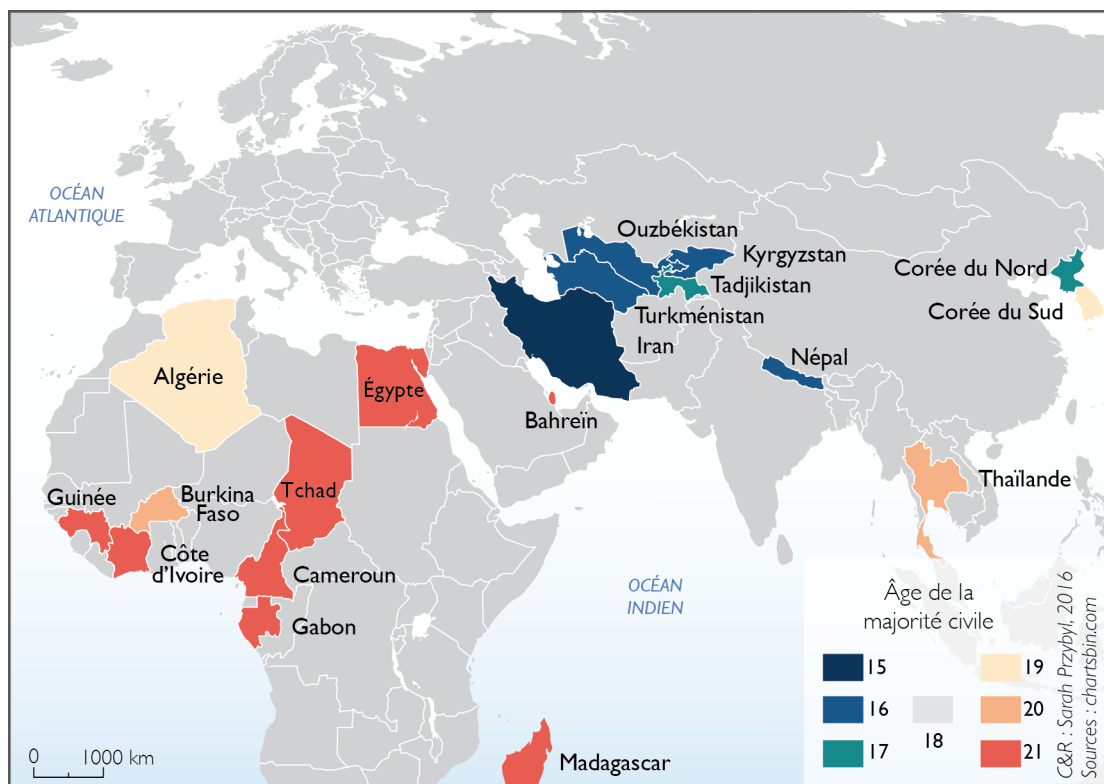 OCÉAN
ATLANTIQUE
Ouzbékistan
Kyrgyzstan
Tadjikistan
Turkménistan
Iran
Corée du Nord
Corée du Sud
Népal
Algérie
Égypte
Bahreïn
Thaïlande
Guinée
Burkina
Faso
Tchad
Côte
d'Ivoire
Cameroun
Gabon
OCÉAN
INDIEN
Madagascar
0 1000 km
Âge de la
majorité civile
15
16
17
18
19
20
21
C&R : Sarah Przybyl, 2016
Sources : chartsbin.com